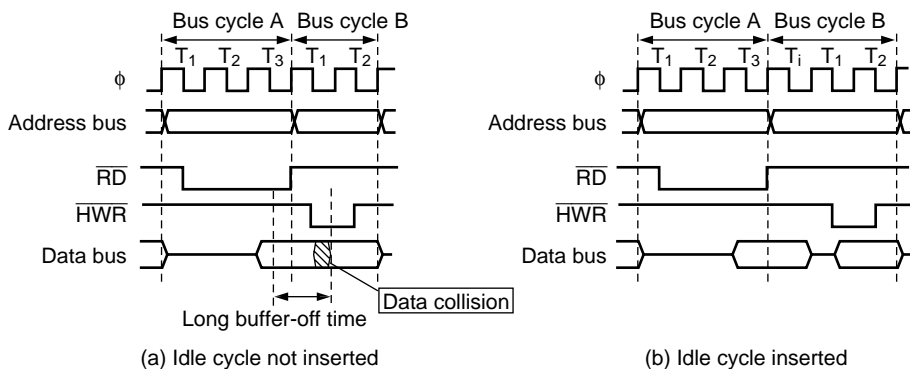 Bus cycle A Bus cycle B Bus cycle A Bus cycle B
T1 T2 T3 T1 T2 T1 T2 T3 Ti T1 T2
ϕ ϕ
Address bus Address bus
RD RD
HWR HWR
Data bus Data bus
Data collision
Long buffer-off time
(a) Idle cycle not inserted (b) Idle cycle inserted